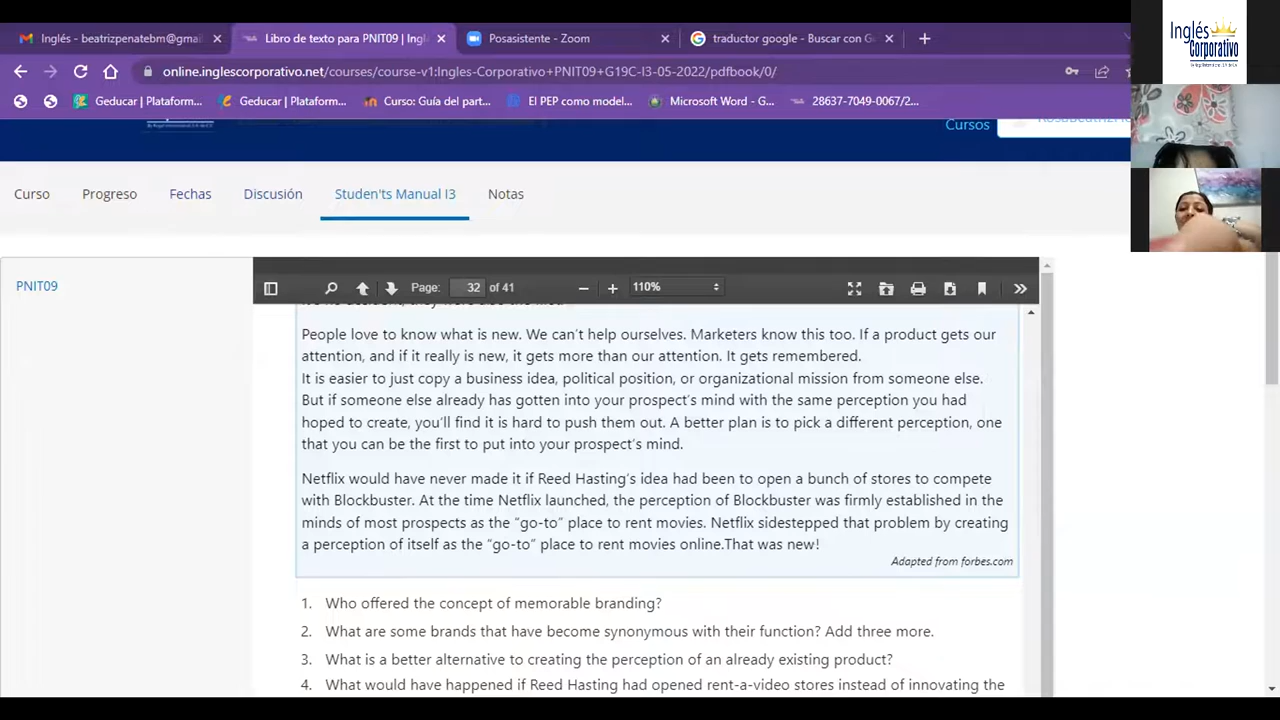 Inglés - beatrizpenatebm@gma
Libro de texto para PNIT09 | Ingl
Post Attendee - Zoom
traductor google - Buscar con G
Inglés
Corporativo
online.inglescorporativo.net/courses/course-v1:Ingles-Corporativo+PNIT09+G19C-I3-05-2022/pdfbook/0/
Geducar | Plataform...
Geducar | Plataform...
Curso: Guía del part...
El PEP como model...
Microsoft Word - G...
28637-7049-0067/2...
Cursos
Curso
Progreso
Fechas
Discusión
Studen'ts Manual I3
Notas
PNIT09
Page:
32
of 41
110%
People love to know what is new. We can't help ourselves. Marketers know this too. If a product gets our
attention, and if it really is new, it gets more than our attention. It gets remembered.
It is easier to just copy a business idea, political position, or organizational mission from someone else.
But if someone else already has gotten into your prospect's mind with the same perception you had
hoped to create, you'll find it is hard to push them out. A better plan is to pick a different perception, one
that you can be the first to put into your prospect's mind.
Netflix would have never made it if Reed Hasting's idea had been to open a bunch of stores to compete
with Blockbuster. At the time Netflix launched, the perception of Blockbuster was firmly established in the
minds of most prospects as the “go-to” place to rent movies. Netflix sidestepped that problem by creating
a perception of itself as the “go-to” place to rent movies online.That was new!
Adapted from forbes.com
1. Who offered the concept of memorable branding?
2. What are some brands that have become synonymous with their function? Add three more.
3. What is a better alternative to creating the perception of an already existing product?
4. What would have happened if Reed Hasting had opened rent-a-video stores instead of innovating the